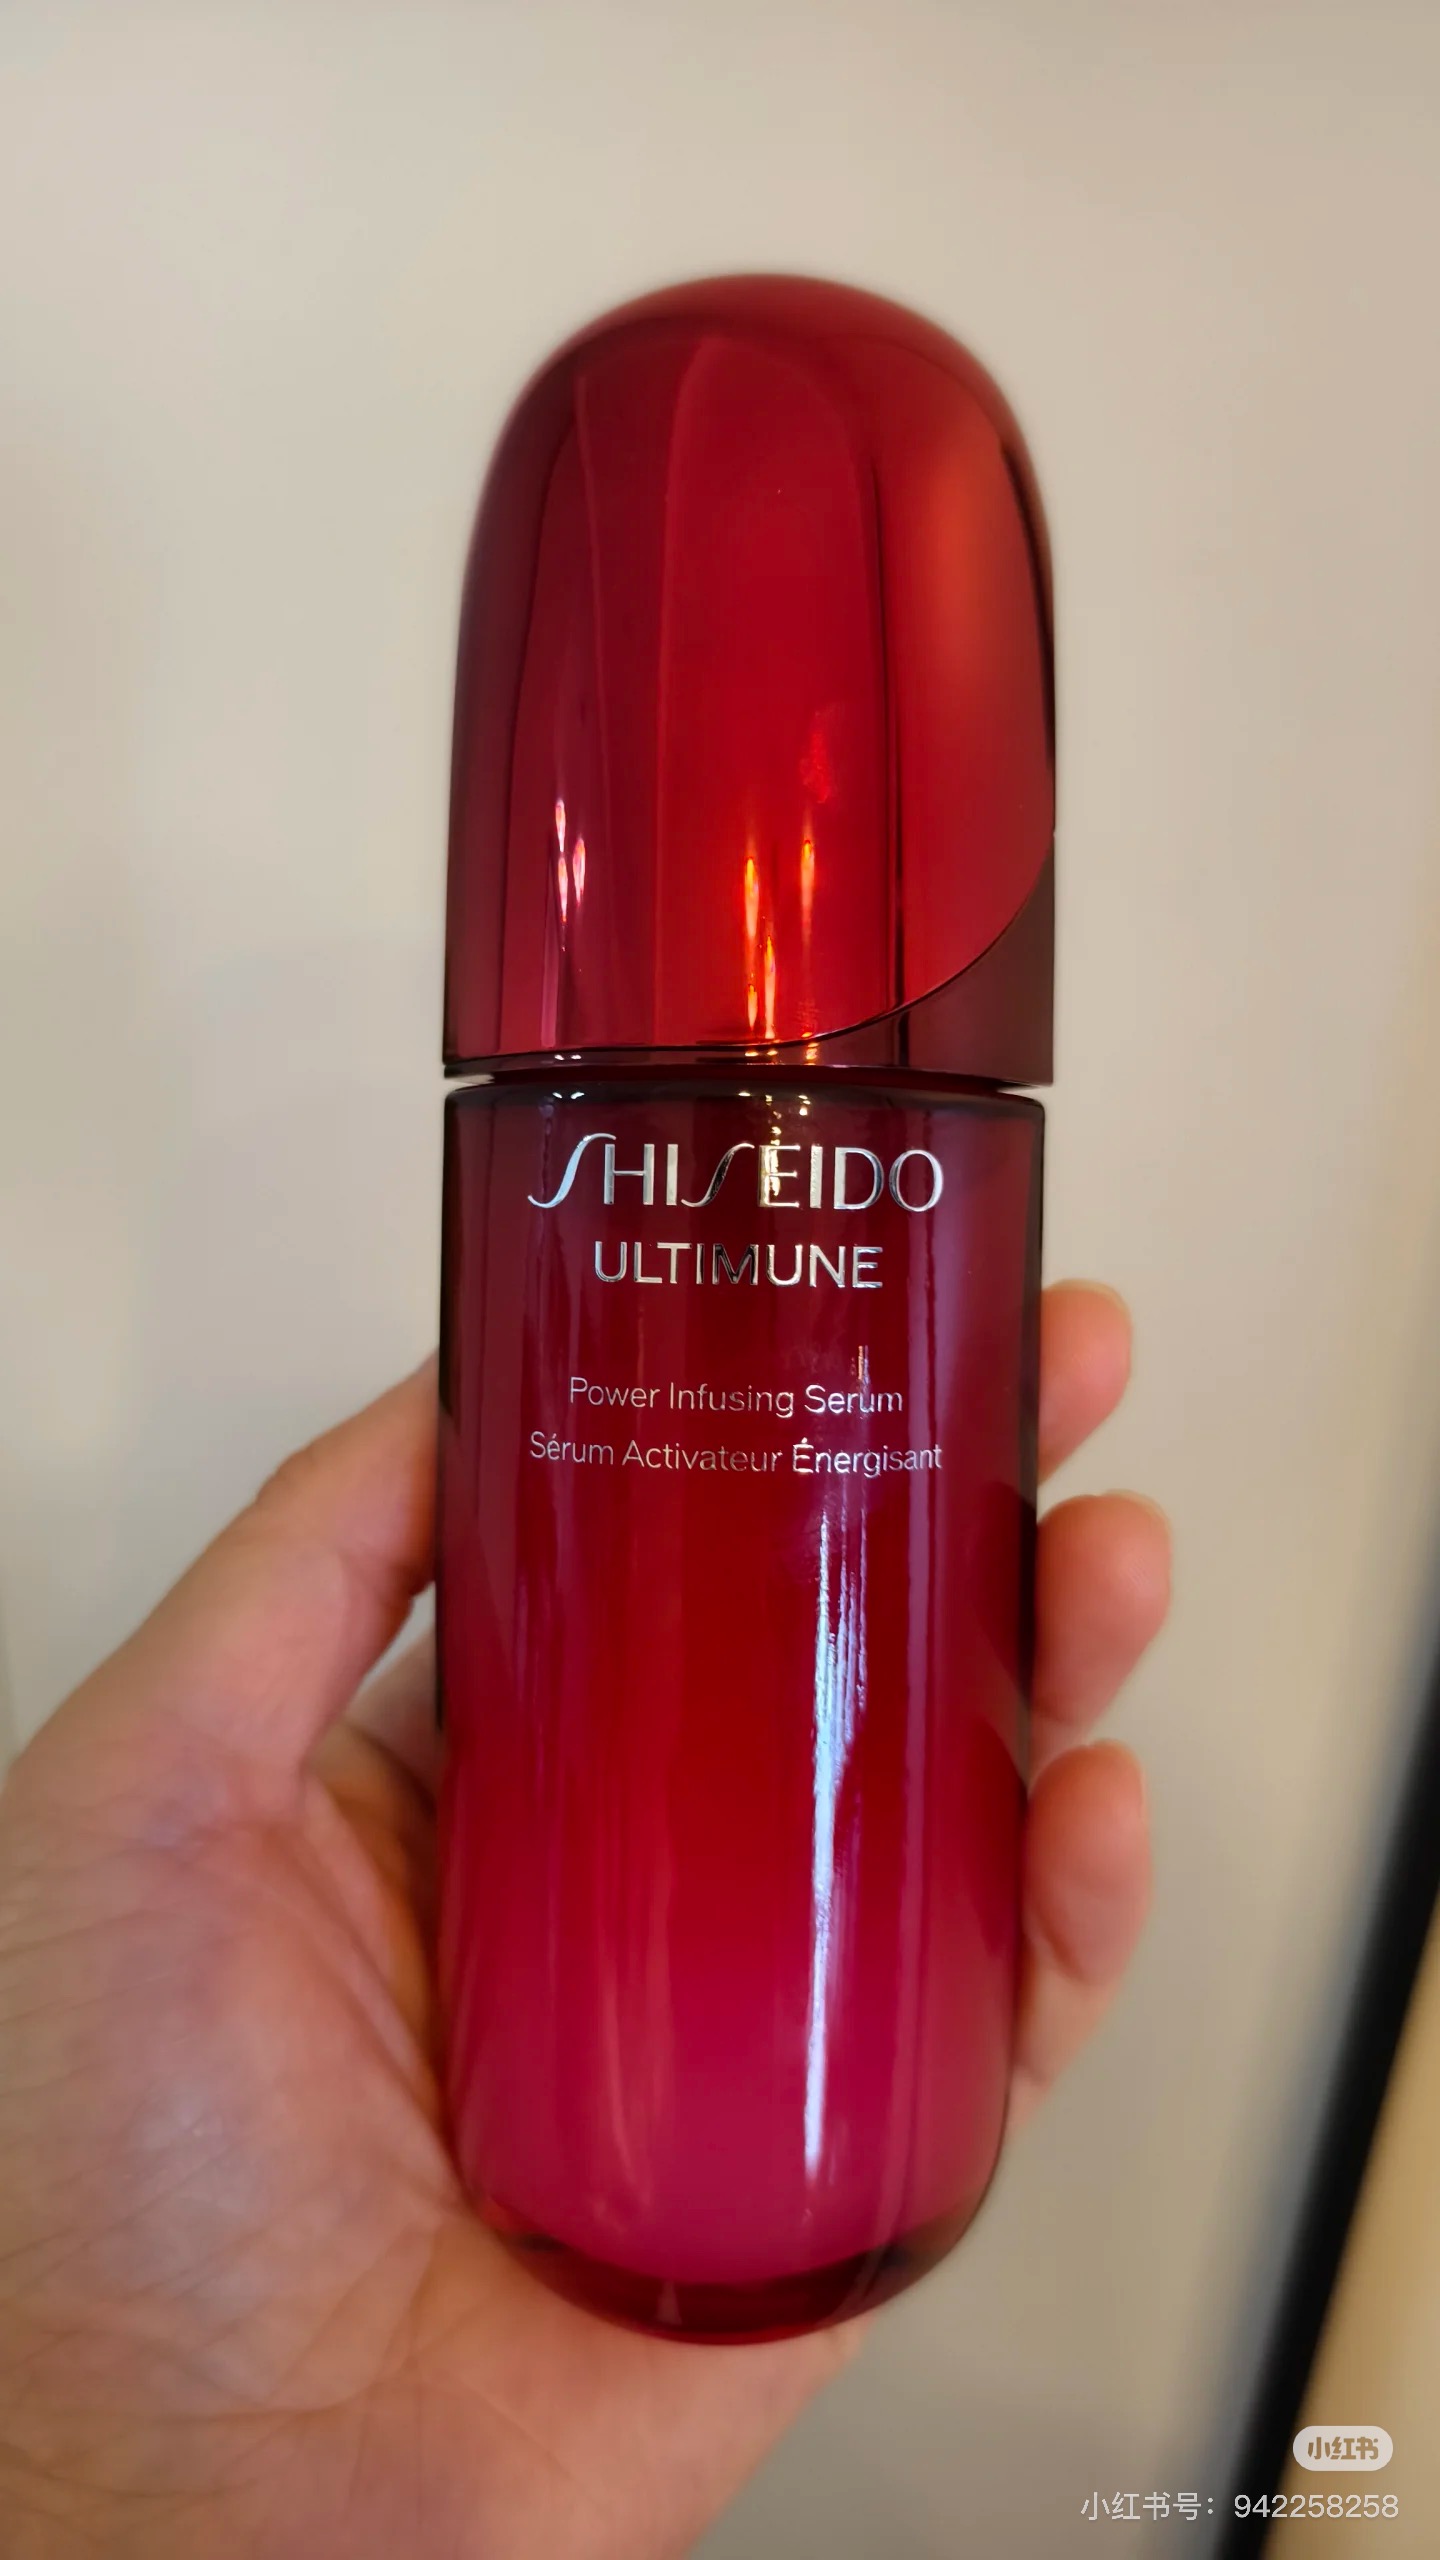 SHISEIDO
ULTIMUNE
Power Infusing Serum
Sérum Activateur Énergisant
小红书
小红书号：942258258